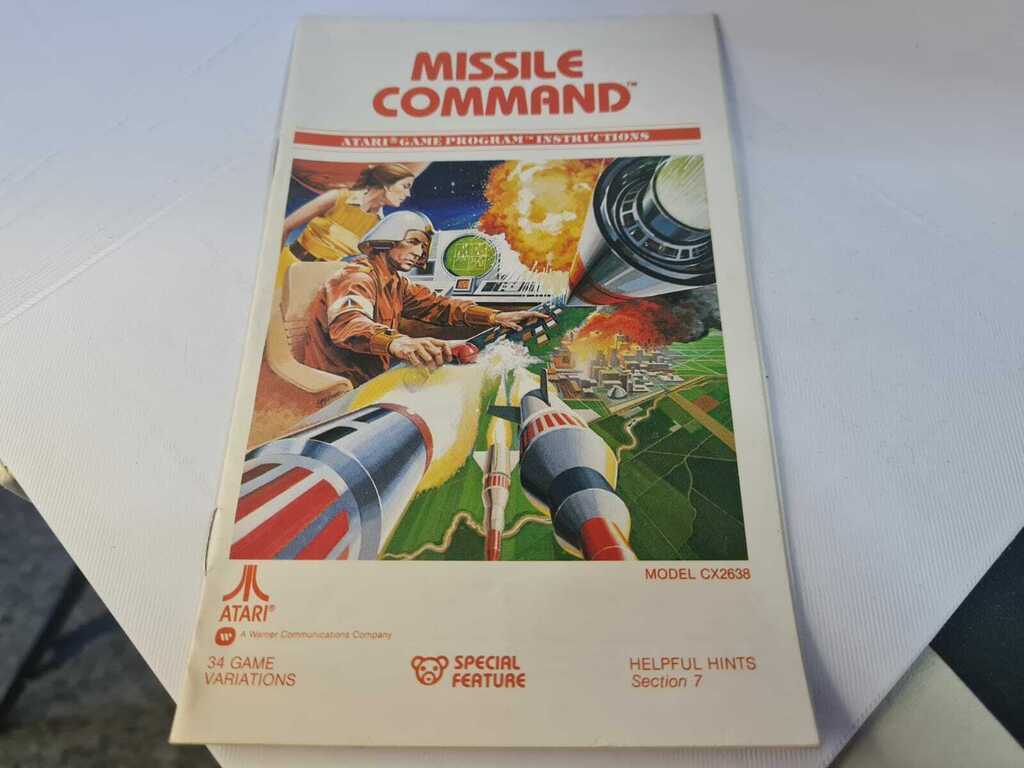 MISSILE
COMMAND™
ATARI® GAME PROGRAM™ INSTRUCTIONS
MODEL CX2638
ATARI®
W A Warner Communications Company
34 GAME
VARIATIONS
SPECIAL
FEATURE
HELPFUL HINTS
Section 7